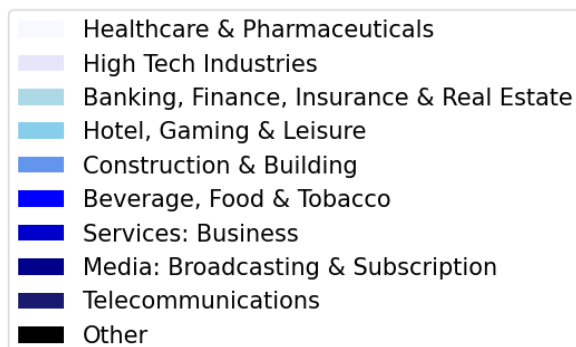 Healthcare & Pharmaceuticals
High Tech Industries
Banking, Finance, Insurance & Real Estate
Hotel, Gaming & Leisure
Construction & Building
Beverage, Food & Tobacco
Services: Business
Media: Broadcasting & Subscription
Telecommunications
Other